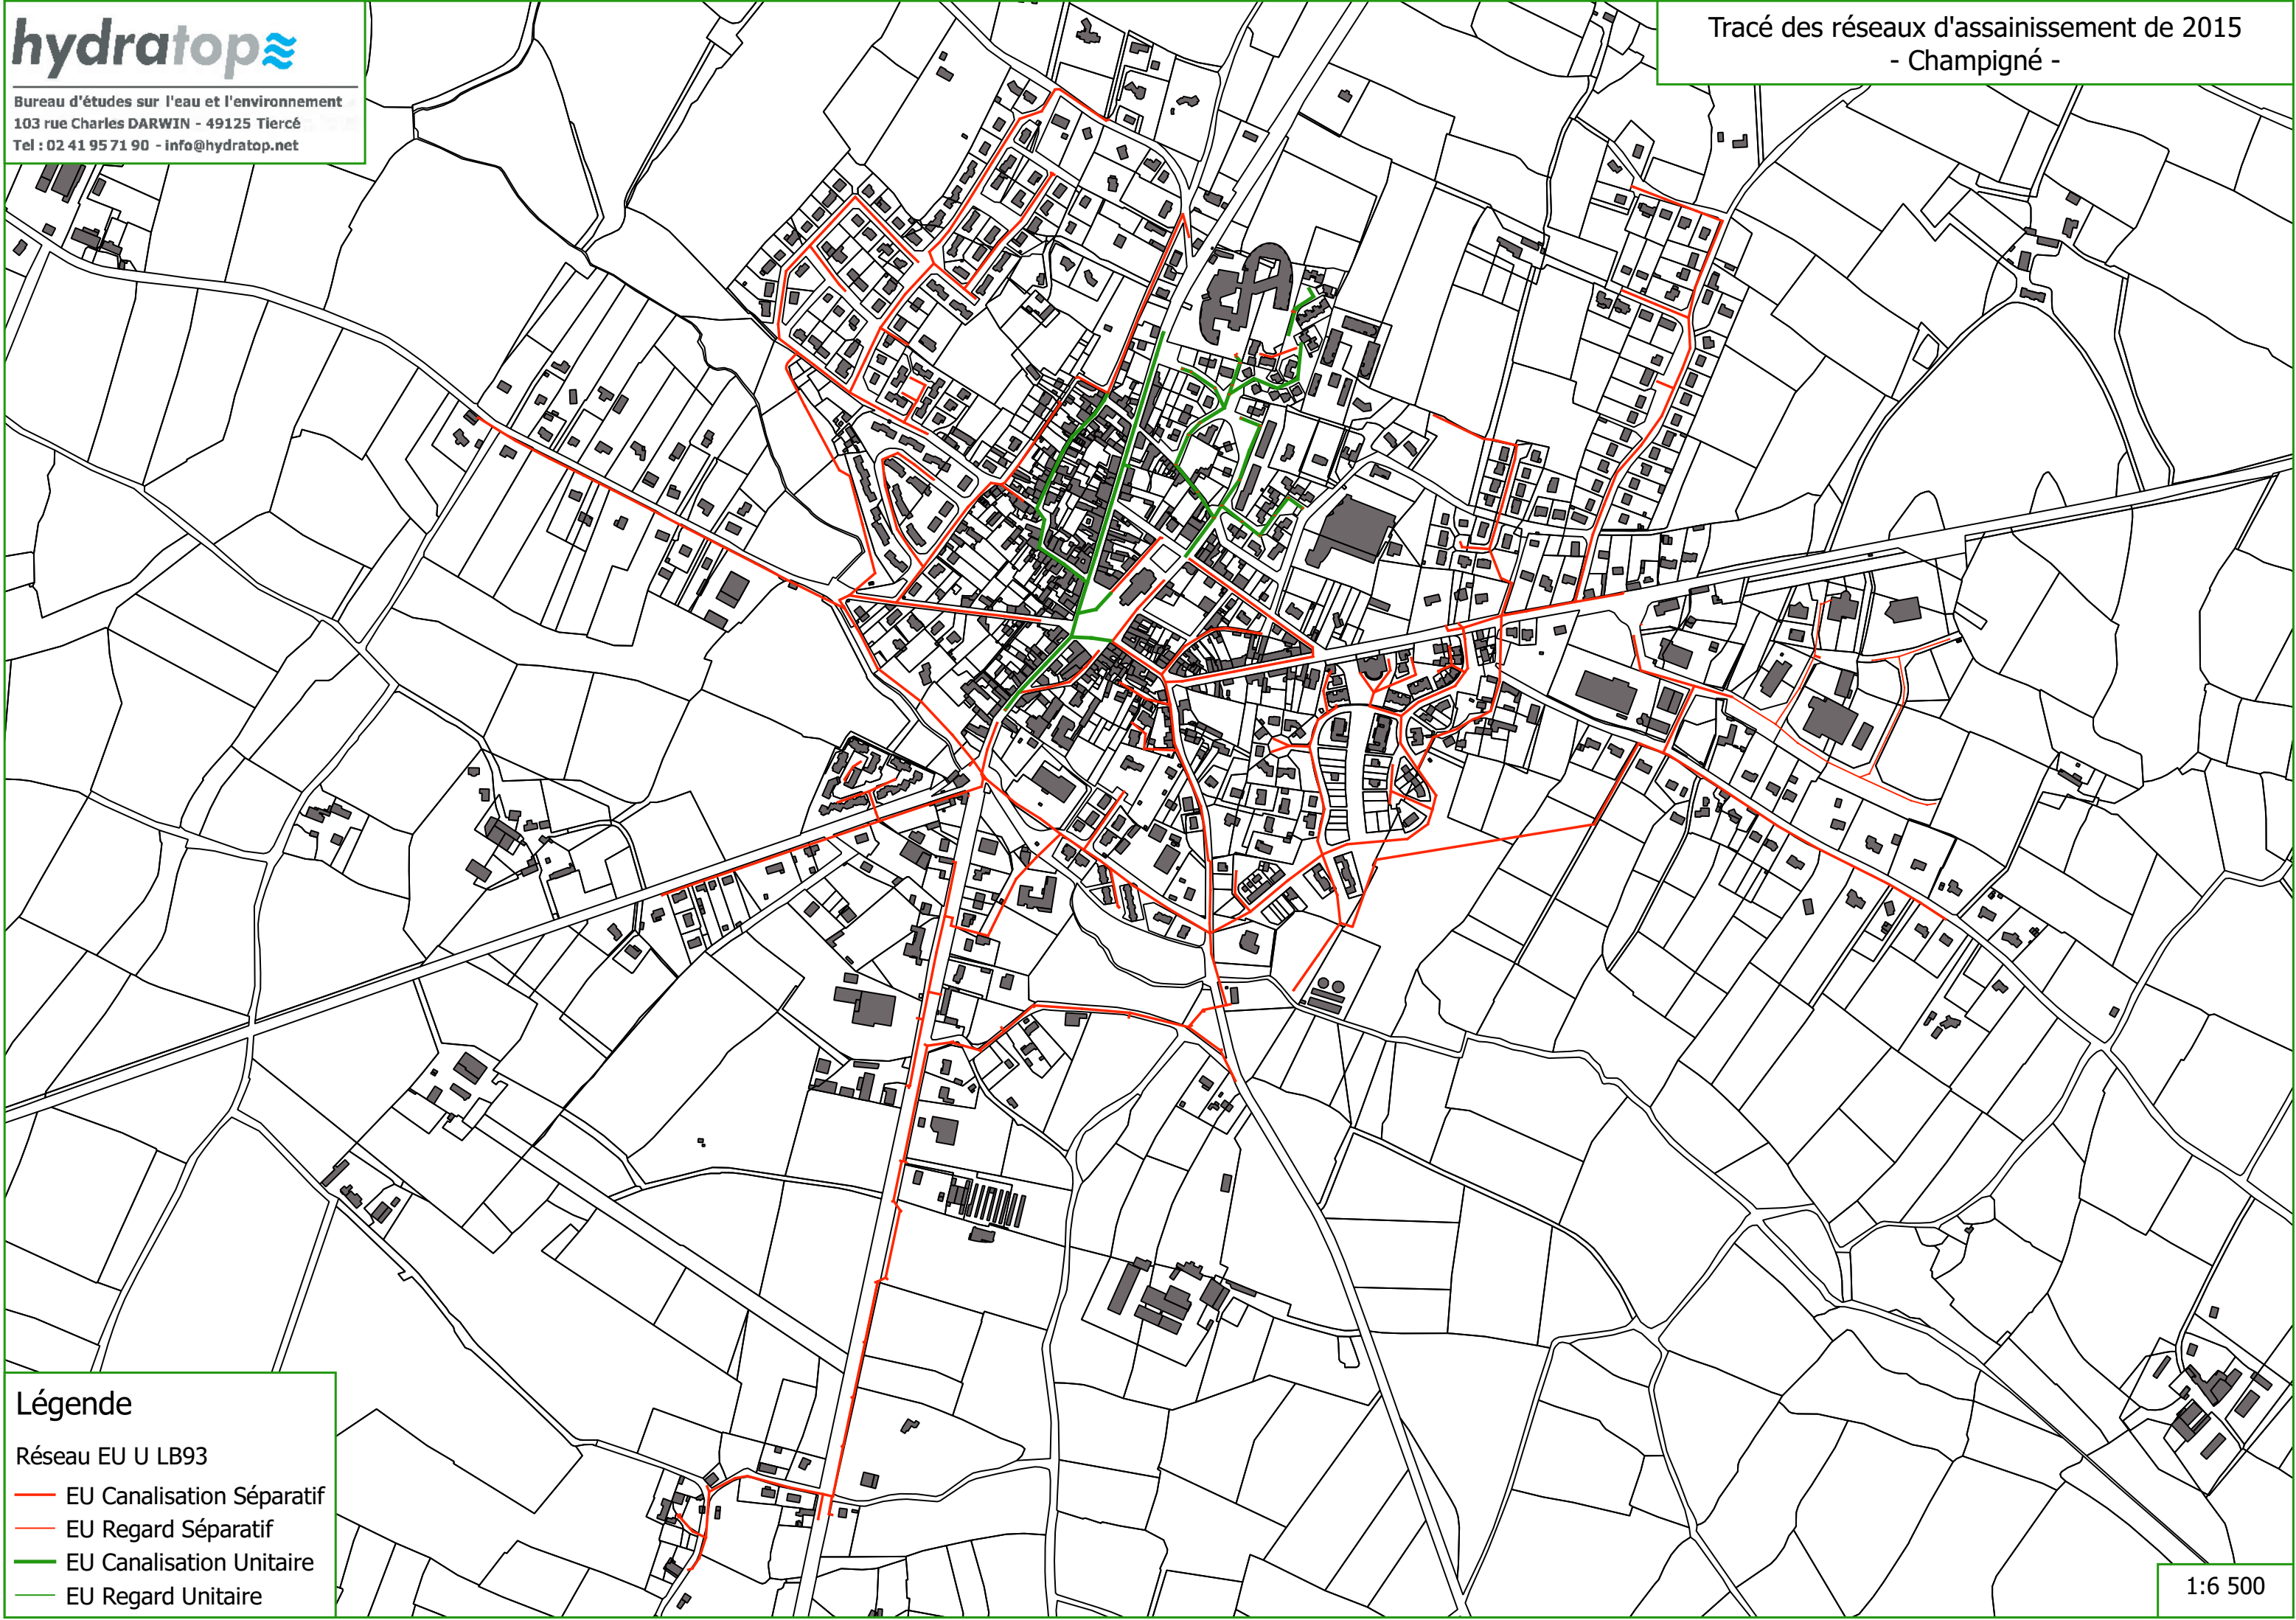 hydratop
Bureau d'études sur l'eau et l'environnement
103 rue Charles DARWIN - 49125 Tiercé
Tel : 02 41 95 71 90 - info@hydratop.net
Tracé des réseaux d'assainissement de 2015
- Champigné -
Légende
Réseau EU U LB93
EU Canalisation Séparatif
EU Regard Séparatif
EU Canalisation Unitaire
EU Regard Unitaire
1:6 500